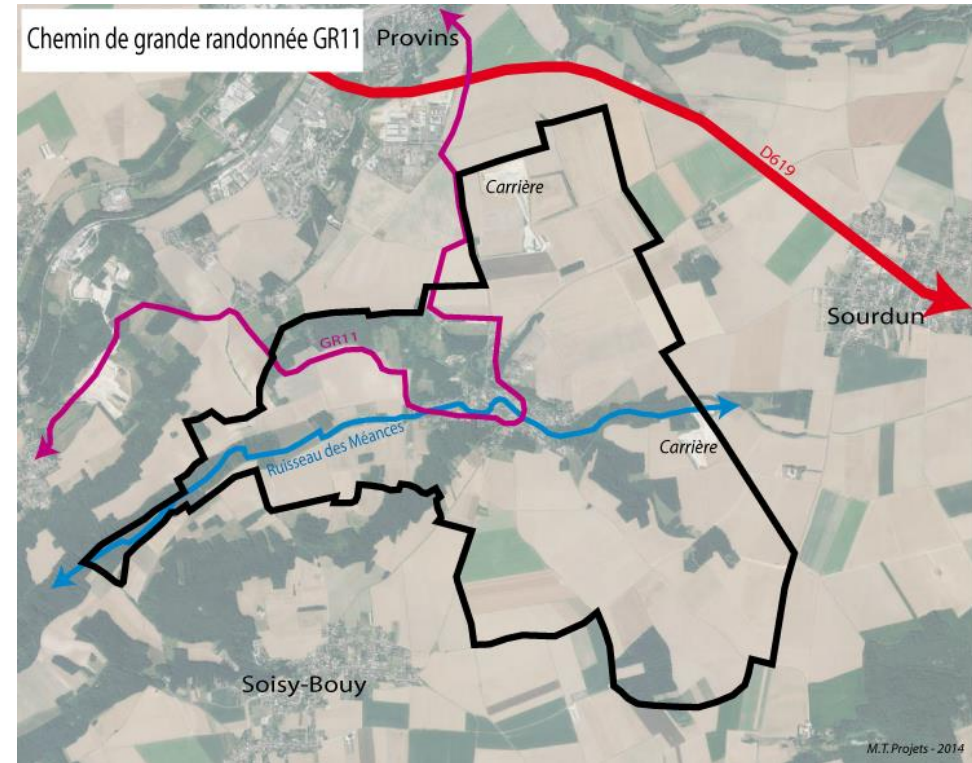 Chemin de grande randonnée GR11
Provins
D619
Carrière
Sourdun
GR11
Ruisseau des Méances
Carrière
Soisy-Bouy
M.T.Projets - 2014